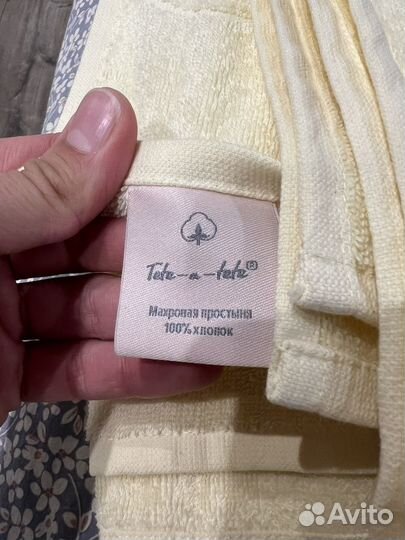 Tete-a-tete®
Махровая простыня
100% хлопок
Avito